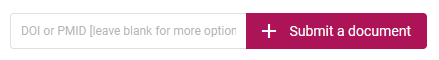 DOI or PMID [leave blank for more option
+ Submit a document